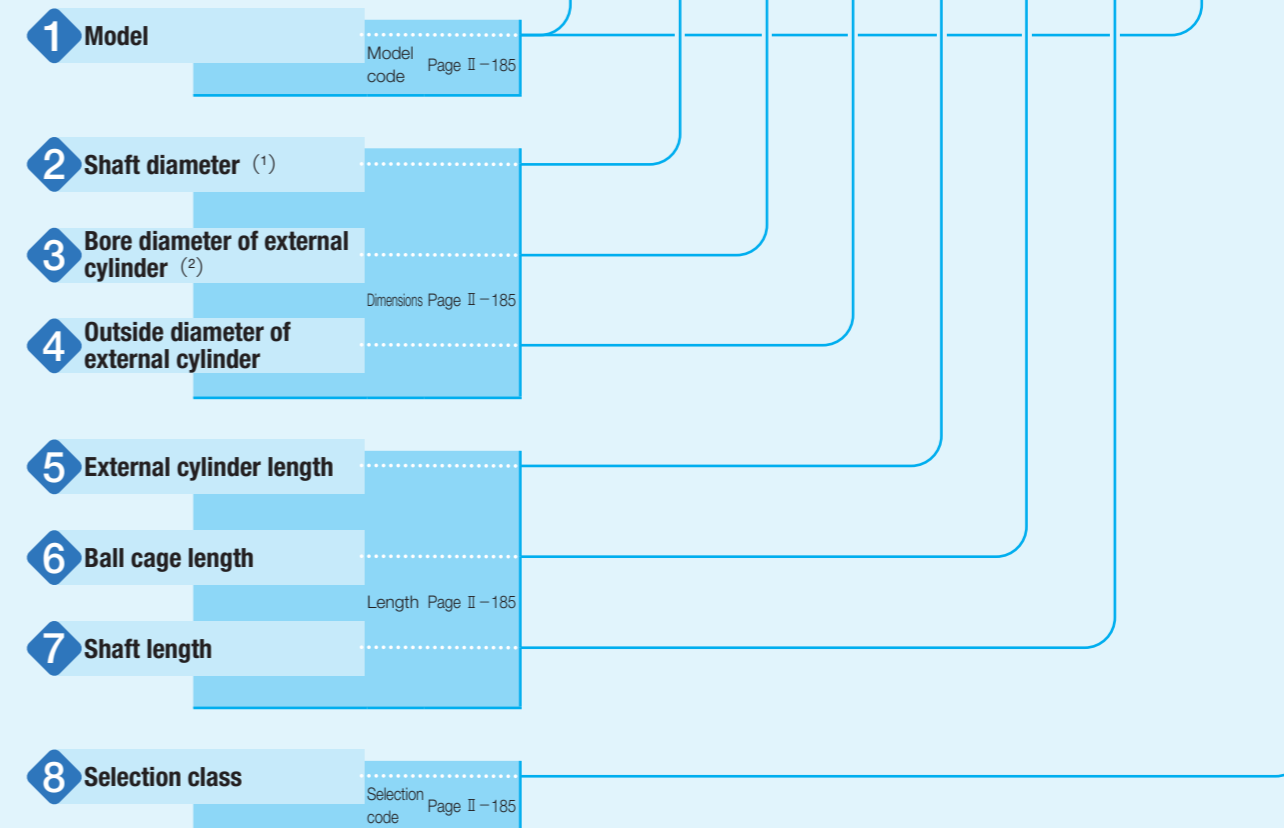 1 Model
Model
code
Page Ⅱ－185
2 Shaft diameter (¹)
3 Bore diameter of external
cylinder (²)
Dimensions Page Ⅱ－185
4 Outside diameter of
external cylinder
5 External cylinder length
6 Ball cage length
Length Page Ⅱ－185
7 Shaft length
8 Selection class
Selection
code
Page Ⅱ－185